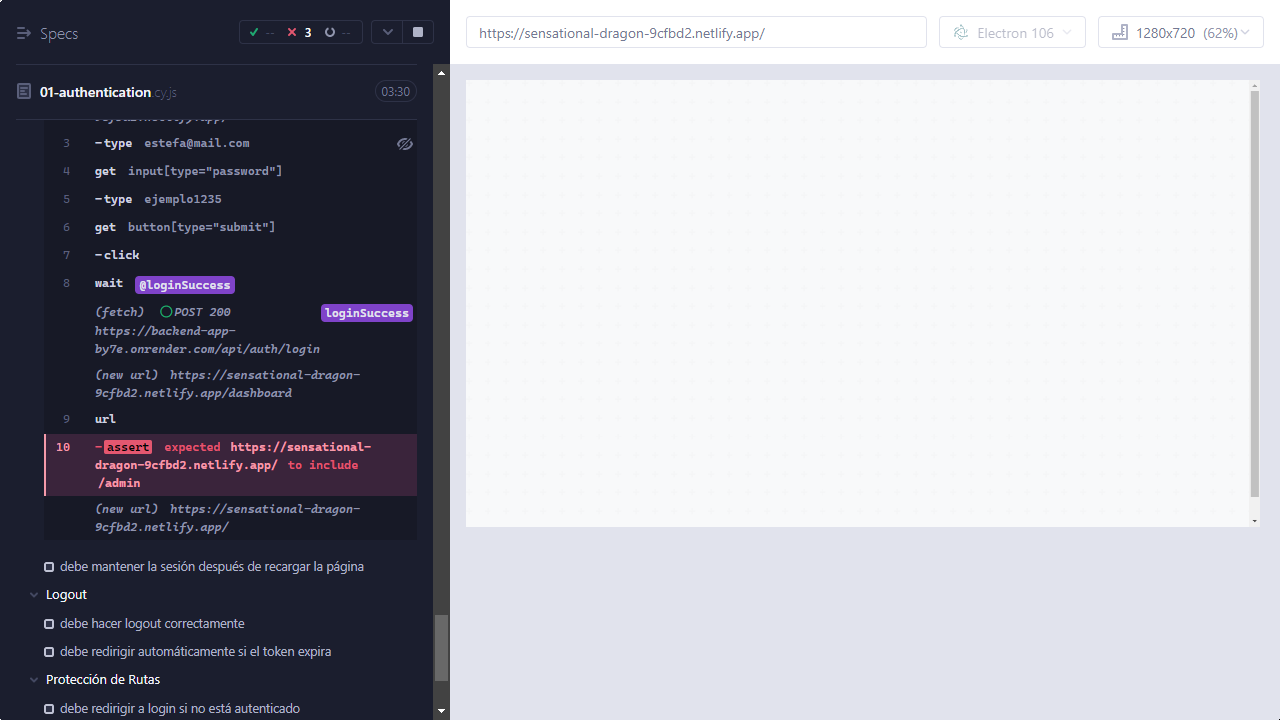 Specs
-- 3 --
https://sensational-dragon-9cfbd2.netlify.app/
Electron 106
1280x720 (62%)
01-authentication.cy.js
03:30
3 -type estefa@mail.com
4 get input[type="password"]
5 -type ejemplo1235
6 get button[type="submit"]
7 -click
8 wait @loginSuccess
(fetch) POST 200 loginSuccess
https://backend-app-
by7e.onrender.com/api/auth/login
(new url) https://sensational-dragon-
9cfbd2.netlify.app/dashboard
9 url
10 -assert expected https://sensational-
dragon-9cfbd2.netlify.app/ to include
/admin
(new url) https://sensational-dragon-
9cfbd2.netlify.app/
debe mantener la sesión después de recargar la página
Logout
debe hacer logout correctamente
debe redirigir automáticamente si el token expira
Protección de Rutas
debe redirigir a login si no está autenticado